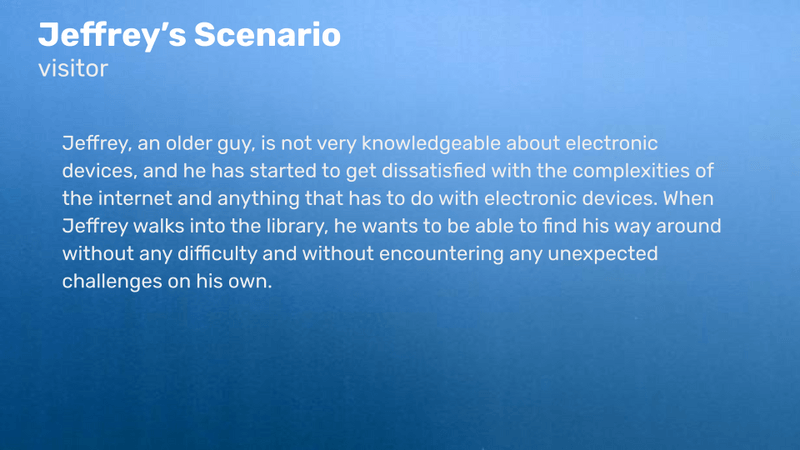 Jeffrey’s Scenario
visitor
Jeffrey, an older guy, is not very knowledgeable about electronic
devices, and he has started to get dissatisfied with the complexities of
the internet and anything that has to do with electronic devices. When
Jeffrey walks into the library, he wants to be able to find his way around
without any difficulty and without encountering any unexpected
challenges on his own.